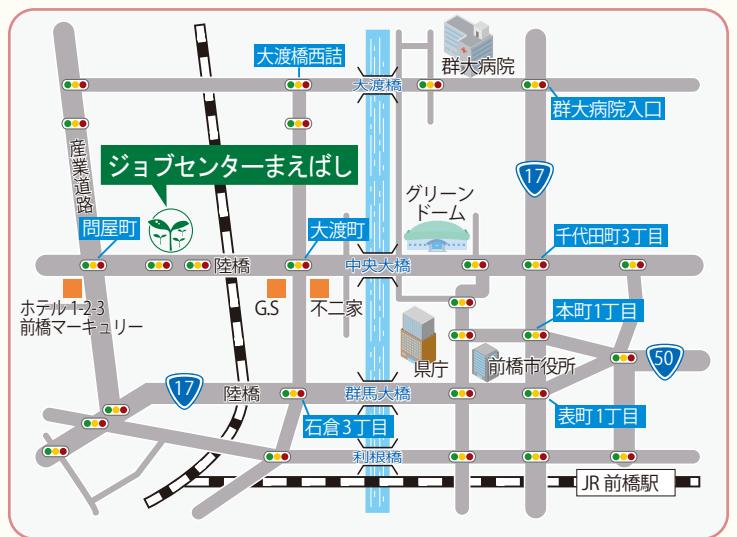 大渡橋西詰
群大病院
大渡橋
群大病院入口
産業道路
ジョブセンターまえばし
17
グリーン
ドーム
問屋町
大渡町
千代田町3丁目
陸橋
中央大橋
ホテル1-2-3
前橋マーキュリー
G.S
不二家
本町1丁目
県庁
前橋市役所
50
17
陸橋
群馬大橋
石倉3丁目
表町1丁目
利根橋
JR前橋駅